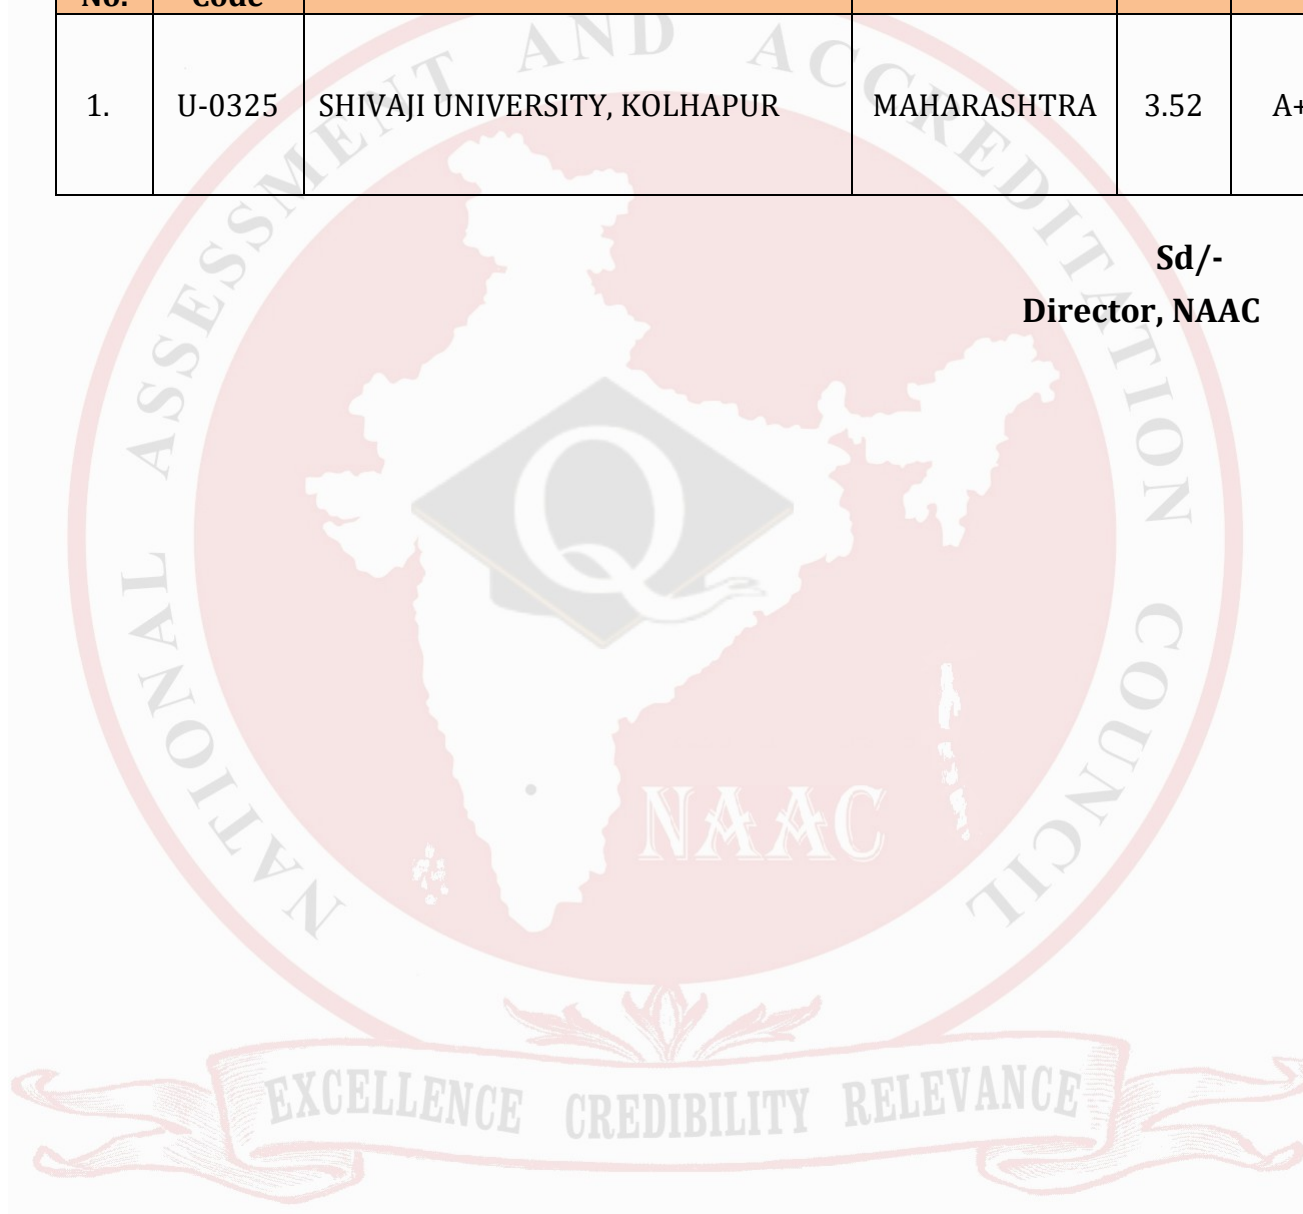 No. Code
1. U-0325 SHIVAJI UNIVERSITY, KOLHAPUR MAHARASHTRA 3.52 A+
Sd/-
Director, NAAC
NATIONAL ASSESSMENT AND ACCREDITATION COUNCIL
NAAC
EXCELLENCE CREDIBILITY RELEVANCE